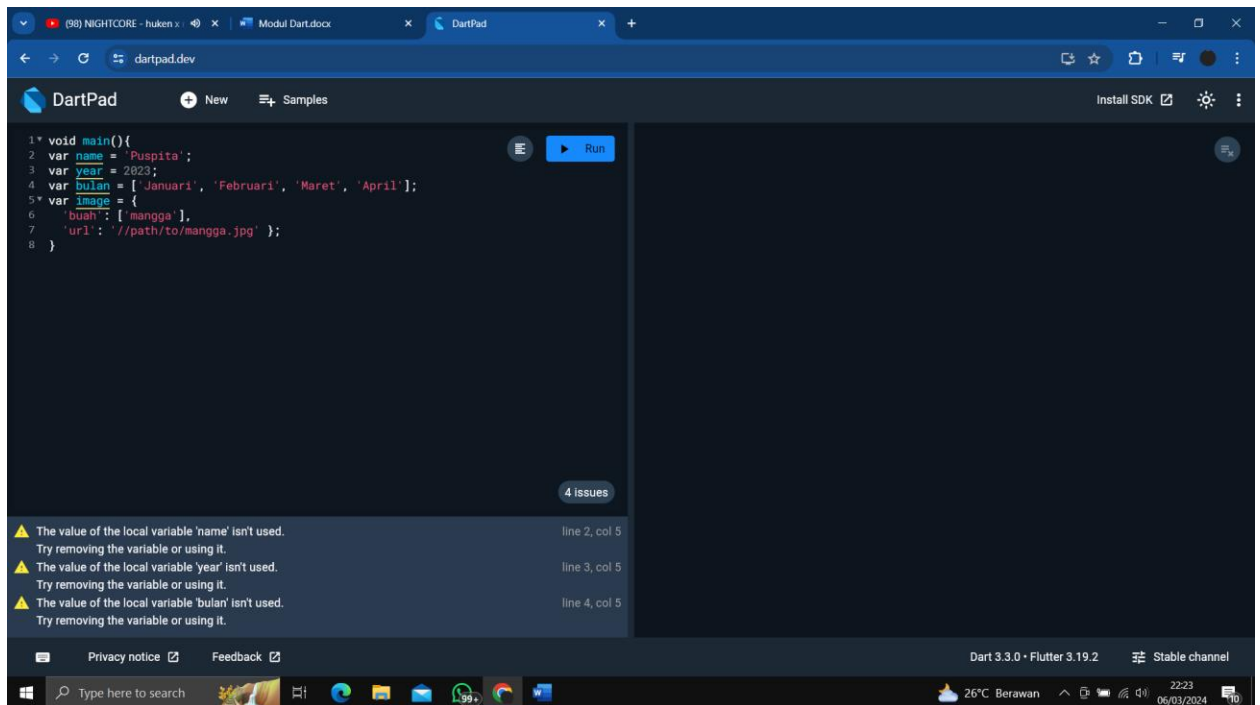 (98) NIGHTCORE - huken x
Modul Dart.docx
DartPad
dartpad.dev
DartPad
New
Samples
Install SDK
1 void main(){
2 var name = 'Puspita';
3 var year = 2023;
4 var bulan = ['Januari', 'Februari', 'Maret', 'April'];
5 var image = {
6 'buah': ['mangga'],
7 'url': '//path/to/mangga.jpg' };
8 }
Run
4 issues
The value of the local variable 'name' isn't used. line 2, col 5
Try removing the variable or using it.
The value of the local variable 'year' isn't used. line 3, col 5
Try removing the variable or using it.
The value of the local variable 'bulan' isn't used. line 4, col 5
Try removing the variable or using it.
Privacy notice
Feedback
Dart 3.3.0 • Flutter 3.19.2
Stable channel
Type here to search
99+
26°C Berawan
22:23
06/03/2024
10